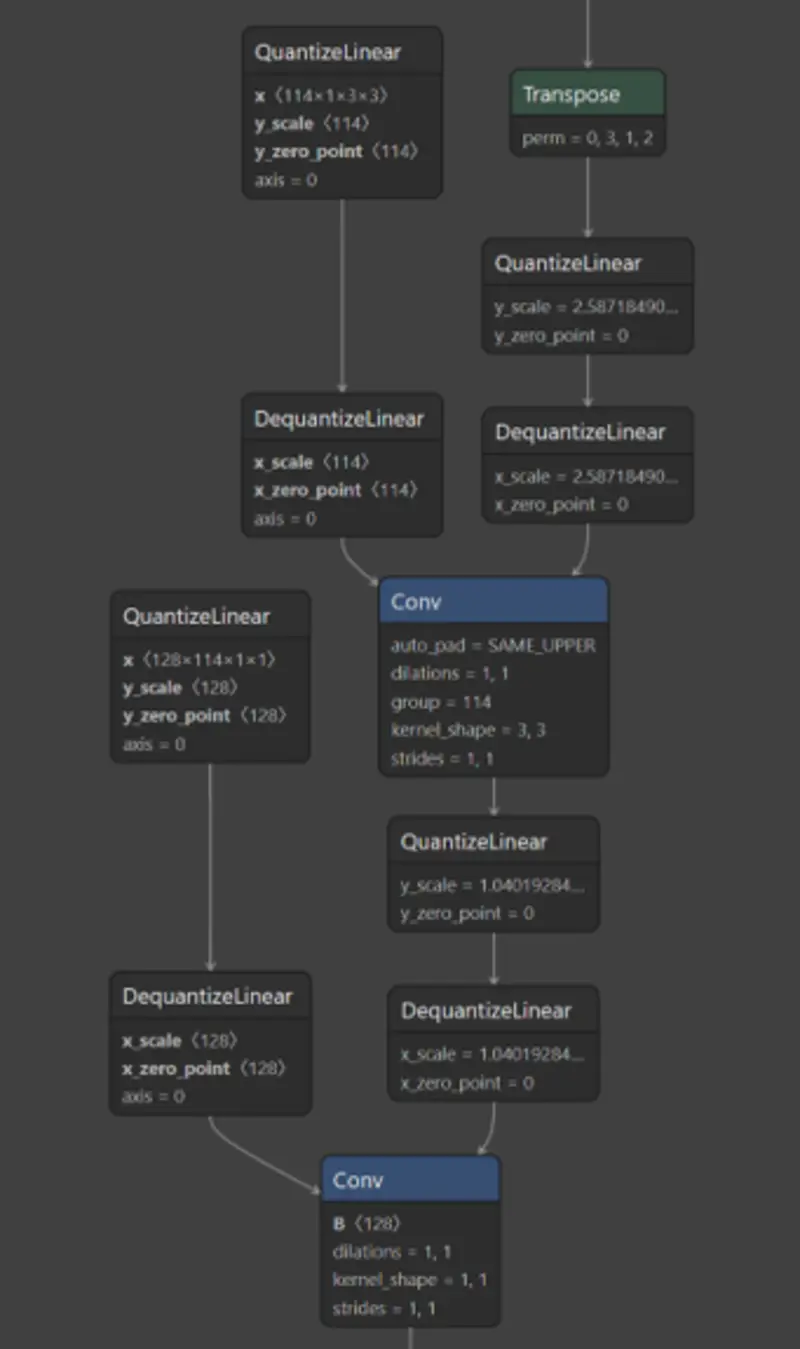 QuantizeLinear
x 〈114×1×3×3〉
y_scale 〈114〉
y_zero_point 〈114〉
axis = 0
Transpose
perm = 0, 3, 1, 2
QuantizeLinear
y_scale = 2.58718490...
y_zero_point = 0
DequantizeLinear
x_scale 〈114〉
x_zero_point 〈114〉
axis = 0
DequantizeLinear
x_scale = 2.58718490...
x_zero_point = 0
Conv
auto_pad = SAME_UPPER
dilations = 1, 1
group = 114
kernel_shape = 3, 3
strides = 1, 1
QuantizeLinear
x 〈128×114×1×1〉
y_scale 〈128〉
y_zero_point 〈128〉
axis = 0
QuantizeLinear
y_scale = 1.04019284...
y_zero_point = 0
DequantizeLinear
x_scale 〈128〉
x_zero_point 〈128〉
axis = 0
DequantizeLinear
x_scale = 1.04019284...
x_zero_point = 0
Conv
B 〈128〉
dilations = 1, 1
kernel_shape = 1, 1
strides = 1, 1